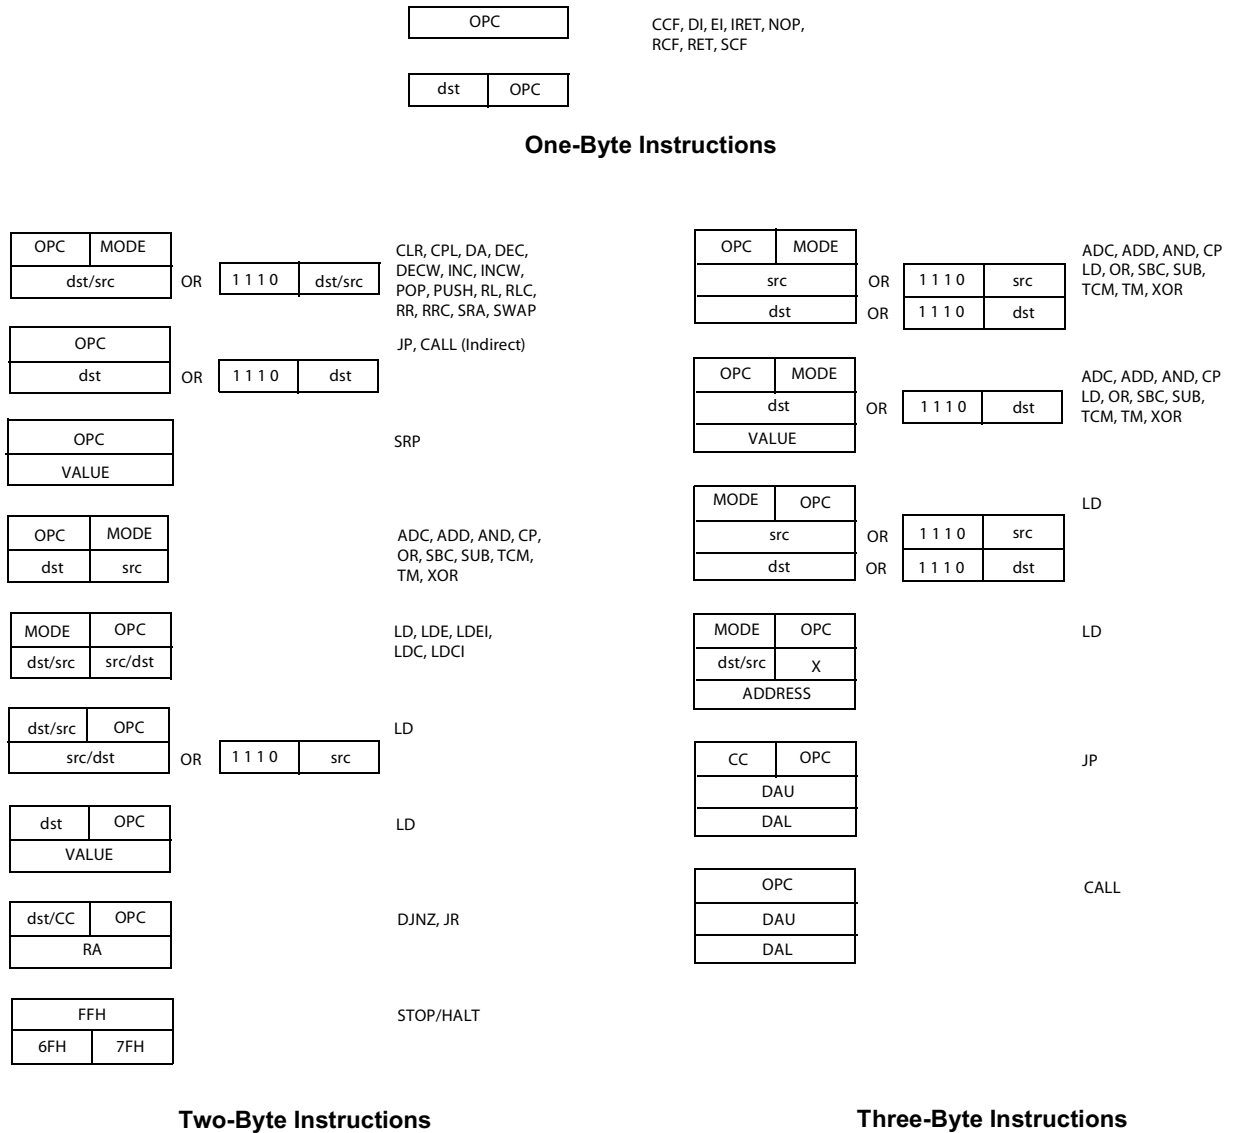 OPC
CCF, DI, EI, IRET, NOP,
RCF, RET, SCF
dst OPC
One-Byte Instructions
OPC MODE
dst/src OR 1 1 1 0 dst/src
CLR, CPL, DA, DEC,
DECW, INC, INCW,
POP, PUSH, RL, RLC,
RR, RRC, SRA, SWAP
OPC
dst OR 1 1 1 0 dst
JP, CALL (Indirect)
OPC
VALUE
SRP
OPC MODE
dst src
ADC, ADD, AND, CP,
OR, SBC, SUB, TCM,
TM, XOR
MODE OPC
dst/src src/dst
LD, LDE, LDEI,
LDC, LDCI
dst/src OPC
src/dst OR 1 1 1 0 src
LD
dst OPC
VALUE
LD
dst/CC OPC
RA
DJNZ, JR
FFH
6FH 7FH
STOP/HALT
Two-Byte Instructions
OPC MODE
src OR 1 1 1 0 src
dst OR 1 1 1 0 dst
ADC, ADD, AND, CP
LD, OR, SBC, SUB,
TCM, TM, XOR
OPC MODE
dst OR 1 1 1 0 dst
VALUE
ADC, ADD, AND, CP
LD, OR, SBC, SUB,
TCM, TM, XOR
MODE OPC
src OR 1 1 1 0 src
dst OR 1 1 1 0 dst
LD
MODE OPC
dst/src X
ADDRESS
LD
CC OPC
DAU
DAL
JP
OPC
DAU
DAL
CALL
Three-Byte Instructions